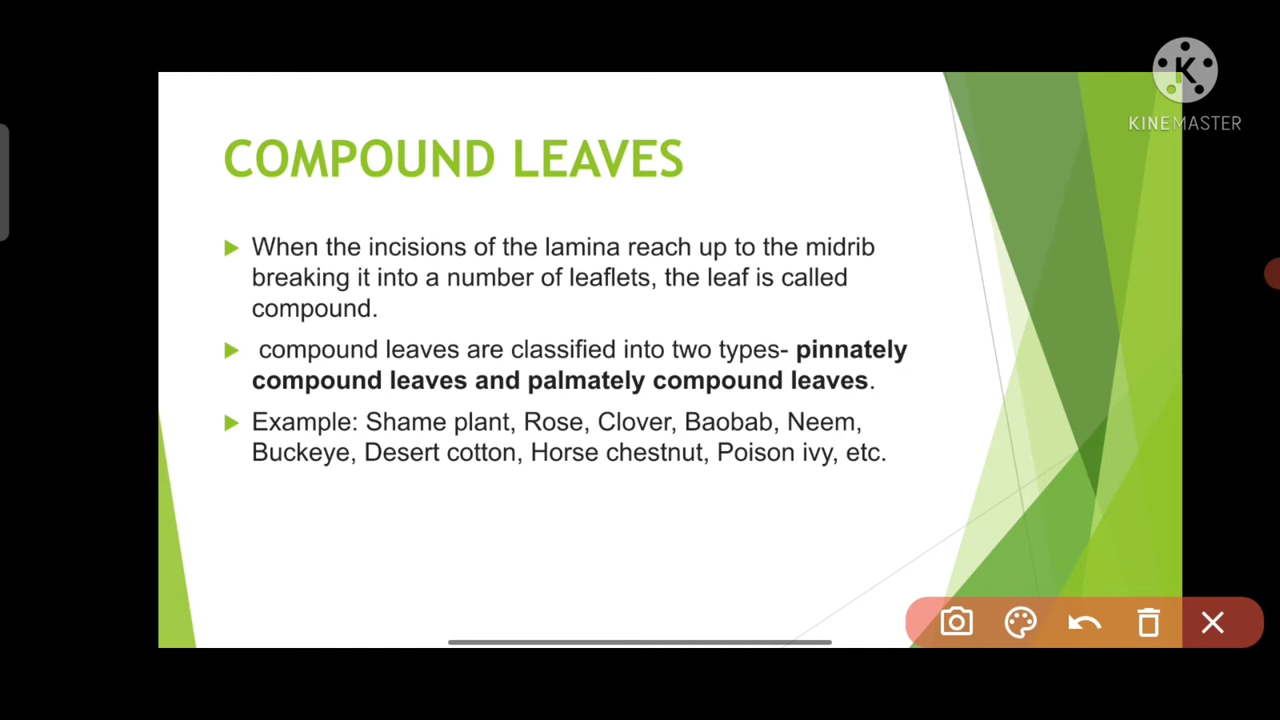 KINEMASTER
COMPOUND LEAVES
When the incisions of the lamina reach up to the midrib
breaking it into a number of leaflets, the leaf is called
compound.
compound leaves are classified into two types- pinnately
compound leaves and palmately compound leaves.
Example: Shame plant, Rose, Clover, Baobab, Neem,
Buckeye, Desert cotton, Horse chestnut, Poison ivy, etc.